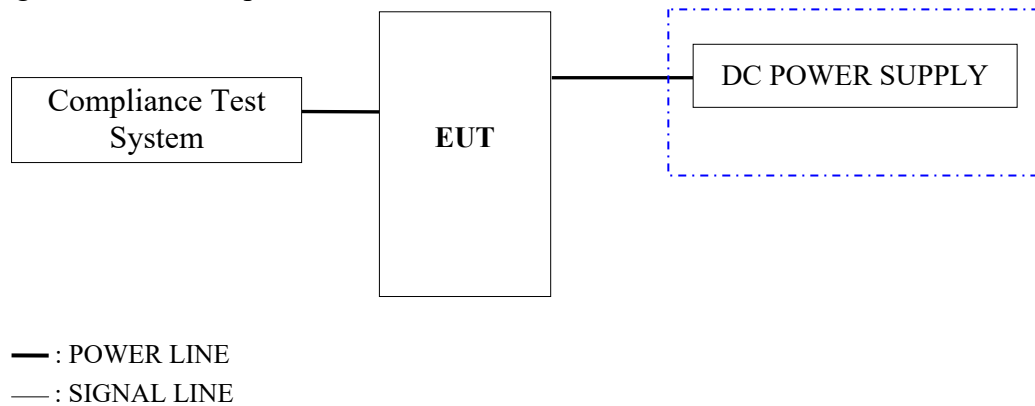 Compliance Test
System
EUT
DC POWER SUPPLY
: POWER LINE
: SIGNAL LINE